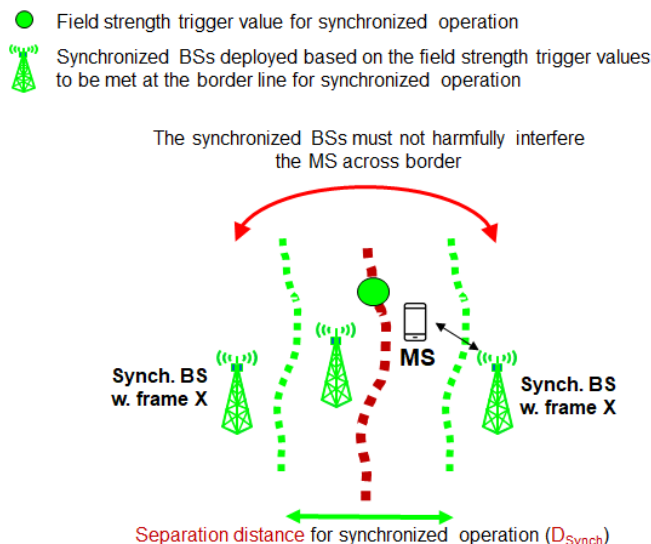 Field strength trigger value for synchronized operation
Synchronized BSs deployed based on the field strength trigger values
to be met at the border line for synchronized operation
The synchronized BSs must not harmfully interfere
the MS across border
MS
Synch. BS
w. frame X
Synch. BS
w. frame X
Separation distance for synchronized operation (DSynch)